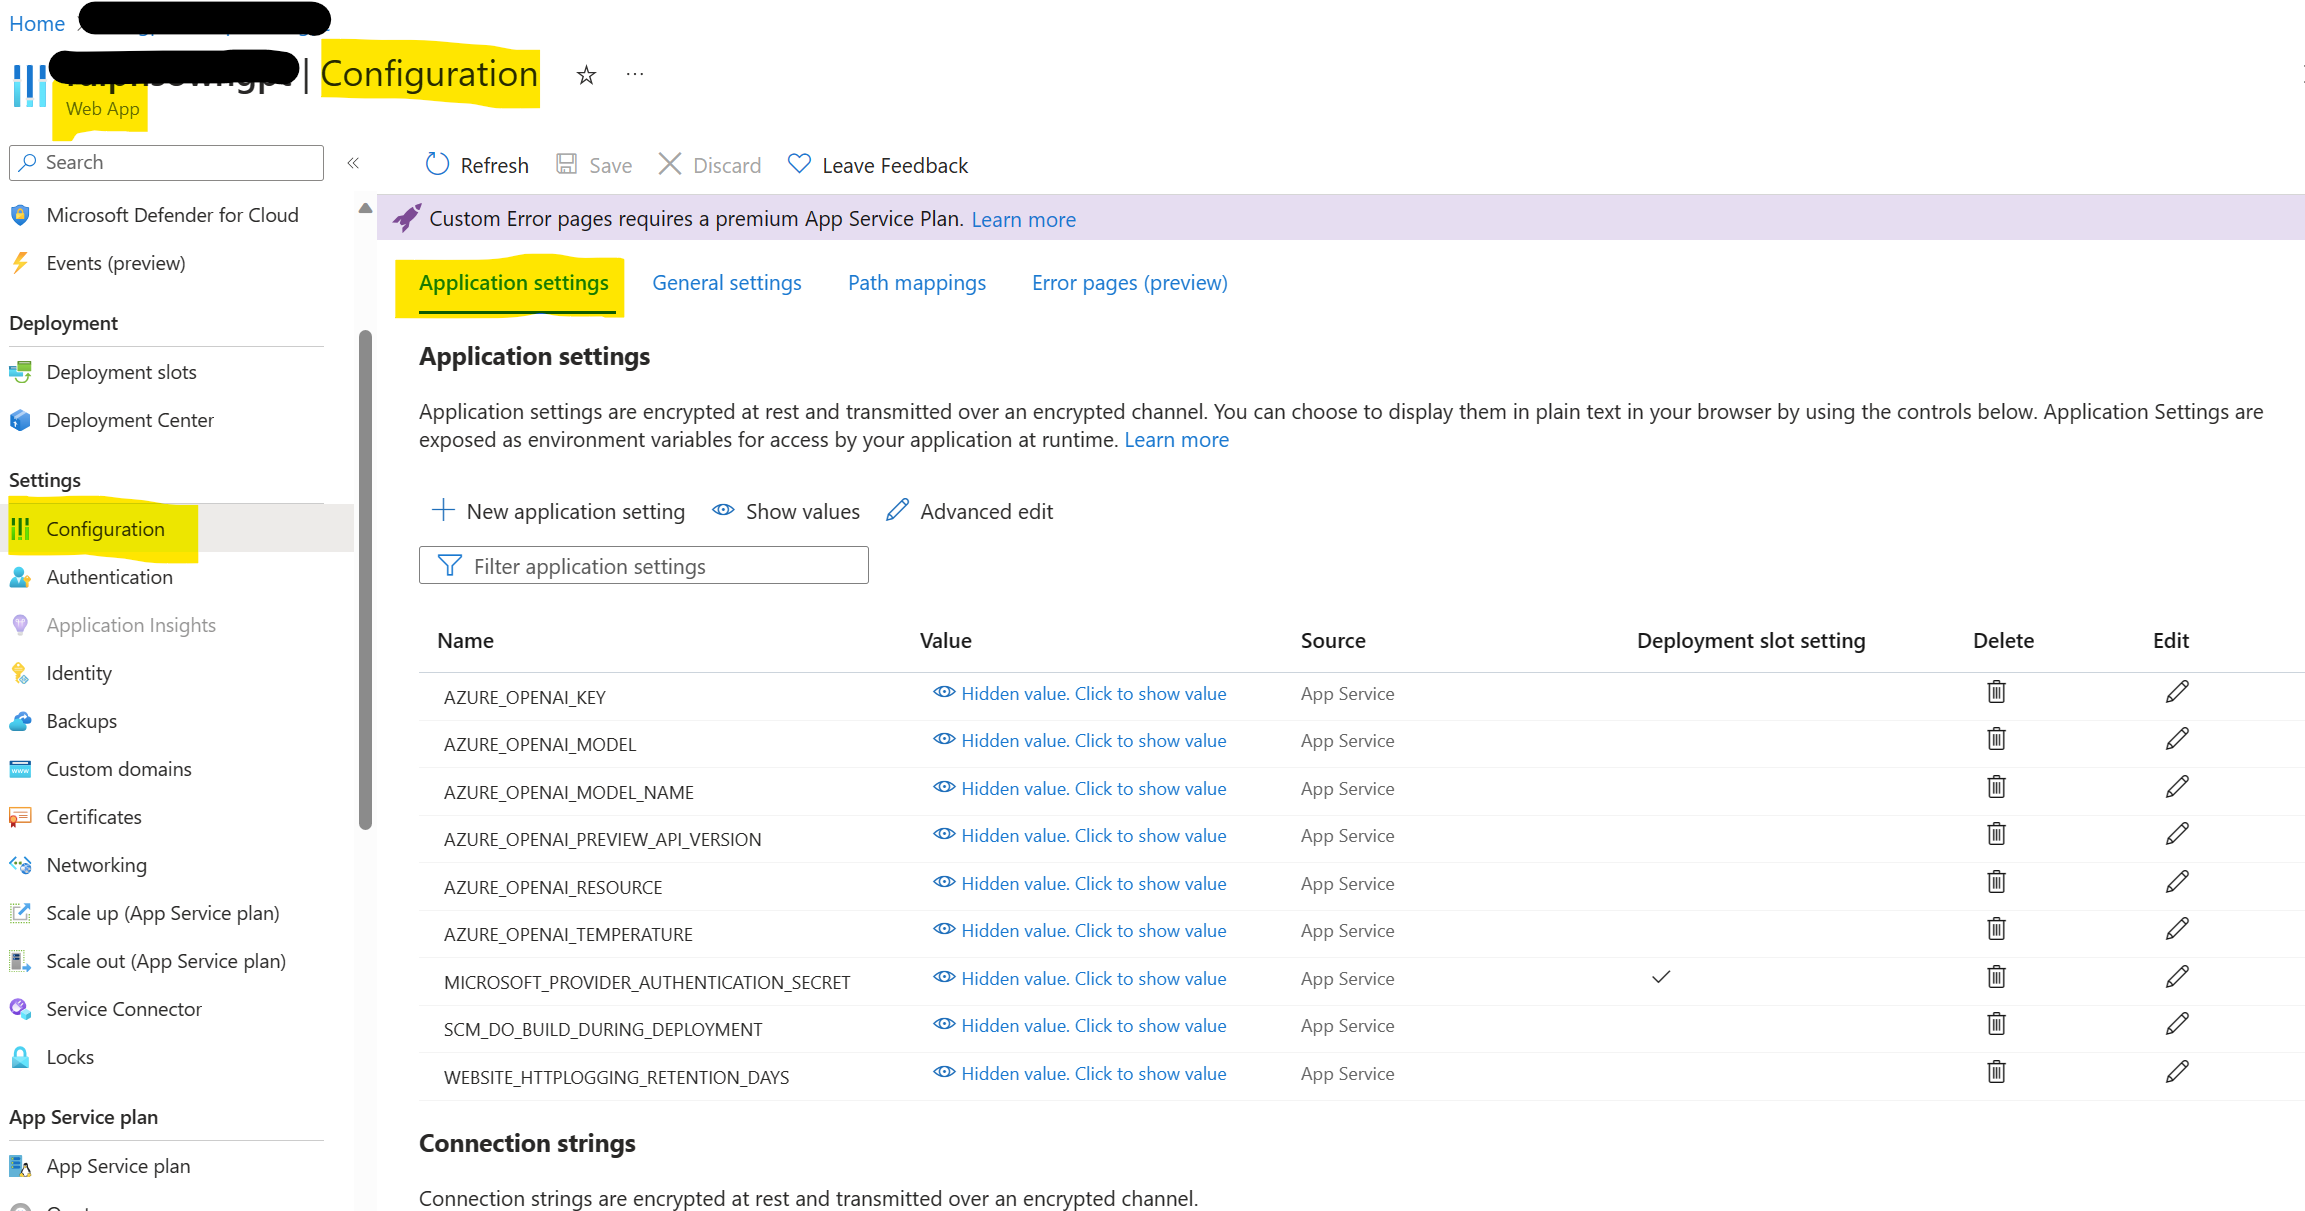 Home
| Configuration
Web App
Search
Refresh Save Discard Leave Feedback
Microsoft Defender for Cloud
Events (preview)
Deployment
Deployment slots
Deployment Center
Settings
Configuration
Authentication
Application Insights
Identity
Backups
Custom domains
Certificates
Networking
Scale up (App Service plan)
Scale out (App Service plan)
Service Connector
Locks
App Service plan
App Service plan
Custom Error pages requires a premium App Service Plan. Learn more
Application settings General settings Path mappings Error pages (preview)
Application settings
Application settings are encrypted at rest and transmitted over an encrypted channel. You can choose to display them in plain text in your browser by using the controls below. Application Settings are
exposed as environment variables for access by your application at runtime. Learn more
New application setting Show values Advanced edit
Filter application settings
Name Value Source Deployment slot setting Delete Edit
AZURE_OPENAI_KEY Hidden value. Click to show value App Service
AZURE_OPENAI_MODEL Hidden value. Click to show value App Service
AZURE_OPENAI_MODEL_NAME Hidden value. Click to show value App Service
AZURE_OPENAI_PREVIEW_API_VERSION Hidden value. Click to show value App Service
AZURE_OPENAI_RESOURCE Hidden value. Click to show value App Service
AZURE_OPENAI_TEMPERATURE Hidden value. Click to show value App Service
MICROSOFT_PROVIDER_AUTHENTICATION_SECRET Hidden value. Click to show value App Service
SCM_DO_BUILD_DURING_DEPLOYMENT Hidden value. Click to show value App Service
WEBSITE_HTTPLOGGING_RETENTION_DAYS Hidden value. Click to show value App Service
Connection strings
Connection strings are encrypted at rest and transmitted over an encrypted channel.